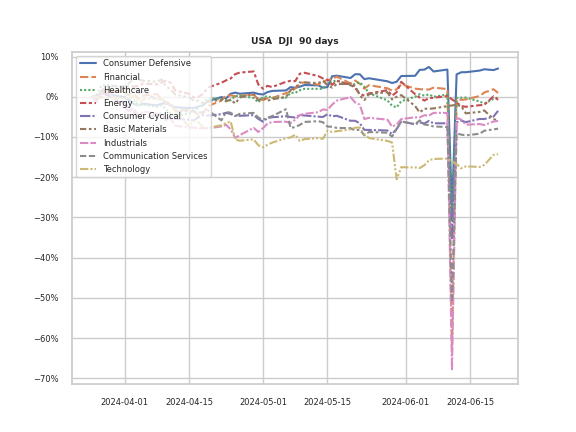 USA DJI 90 days
10%
0%
−10%
−20%
−30%
−40%
−50%
−60%
−70%
Consumer Defensive
Financial
Healthcare
Energy
Consumer Cyclical
Basic Materials
Industrials
Communication Services
Technology
2024-04-01 2024-04-15 2024-05-01 2024-05-15 2024-06-01 2024-06-15